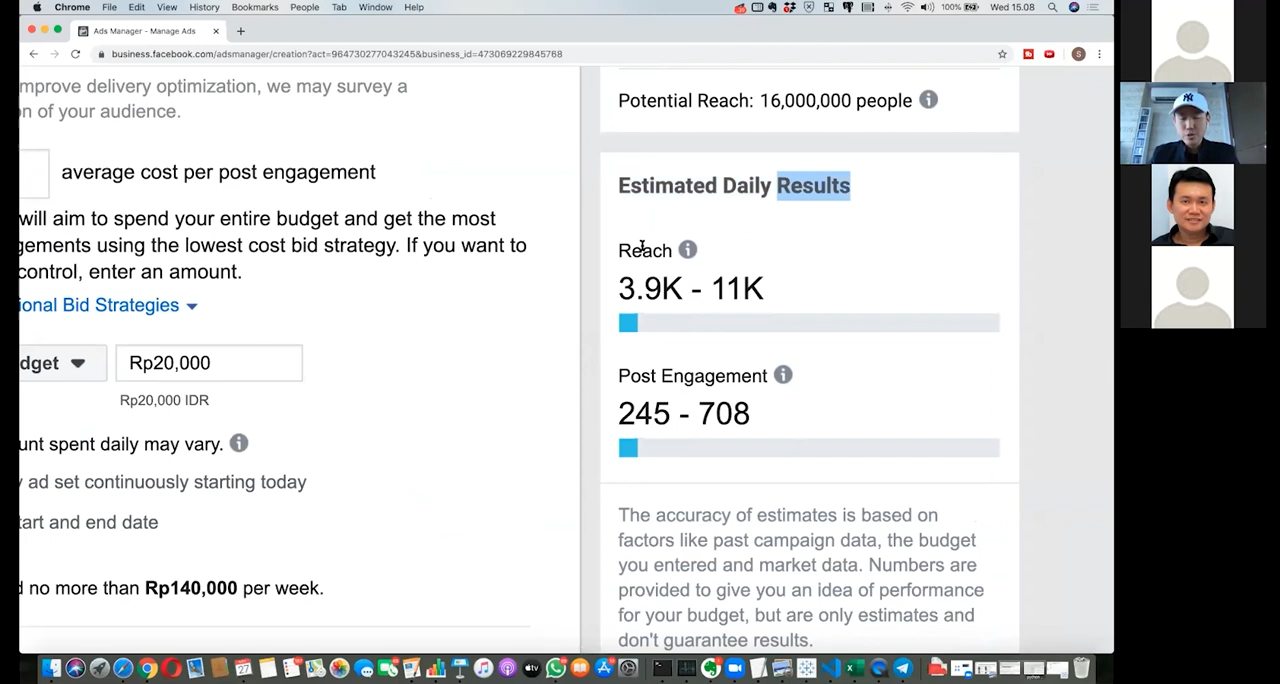 Chrome File Edit View History Bookmarks People Tab Window Help 100% Wed 15.08
Ads Manager - Manage Ads
business.facebook.com/adsmanager/creation?act=964730277043245&business_id=473069229845768
S
mprove delivery optimization, we may survey a
n of your audience.
average cost per post engagement
will aim to spend your entire budget and get the most
gements using the lowest cost bid strategy. If you want to
control, enter an amount.
ional Bid Strategies
dget
Rp20,000
Rp20,000 IDR
unt spent daily may vary.
ad set continuously starting today
tart and end date
d no more than Rp140,000 per week.
Potential Reach: 16,000,000 people
Estimated Daily Results
Reach
3.9K - 11K
Post Engagement
245 - 708
The accuracy of estimates is based on
factors like past campaign data, the budget
you entered and market data. Numbers are
provided to give you an idea of performance
for your budget, but are only estimates and
don't guarantee results.